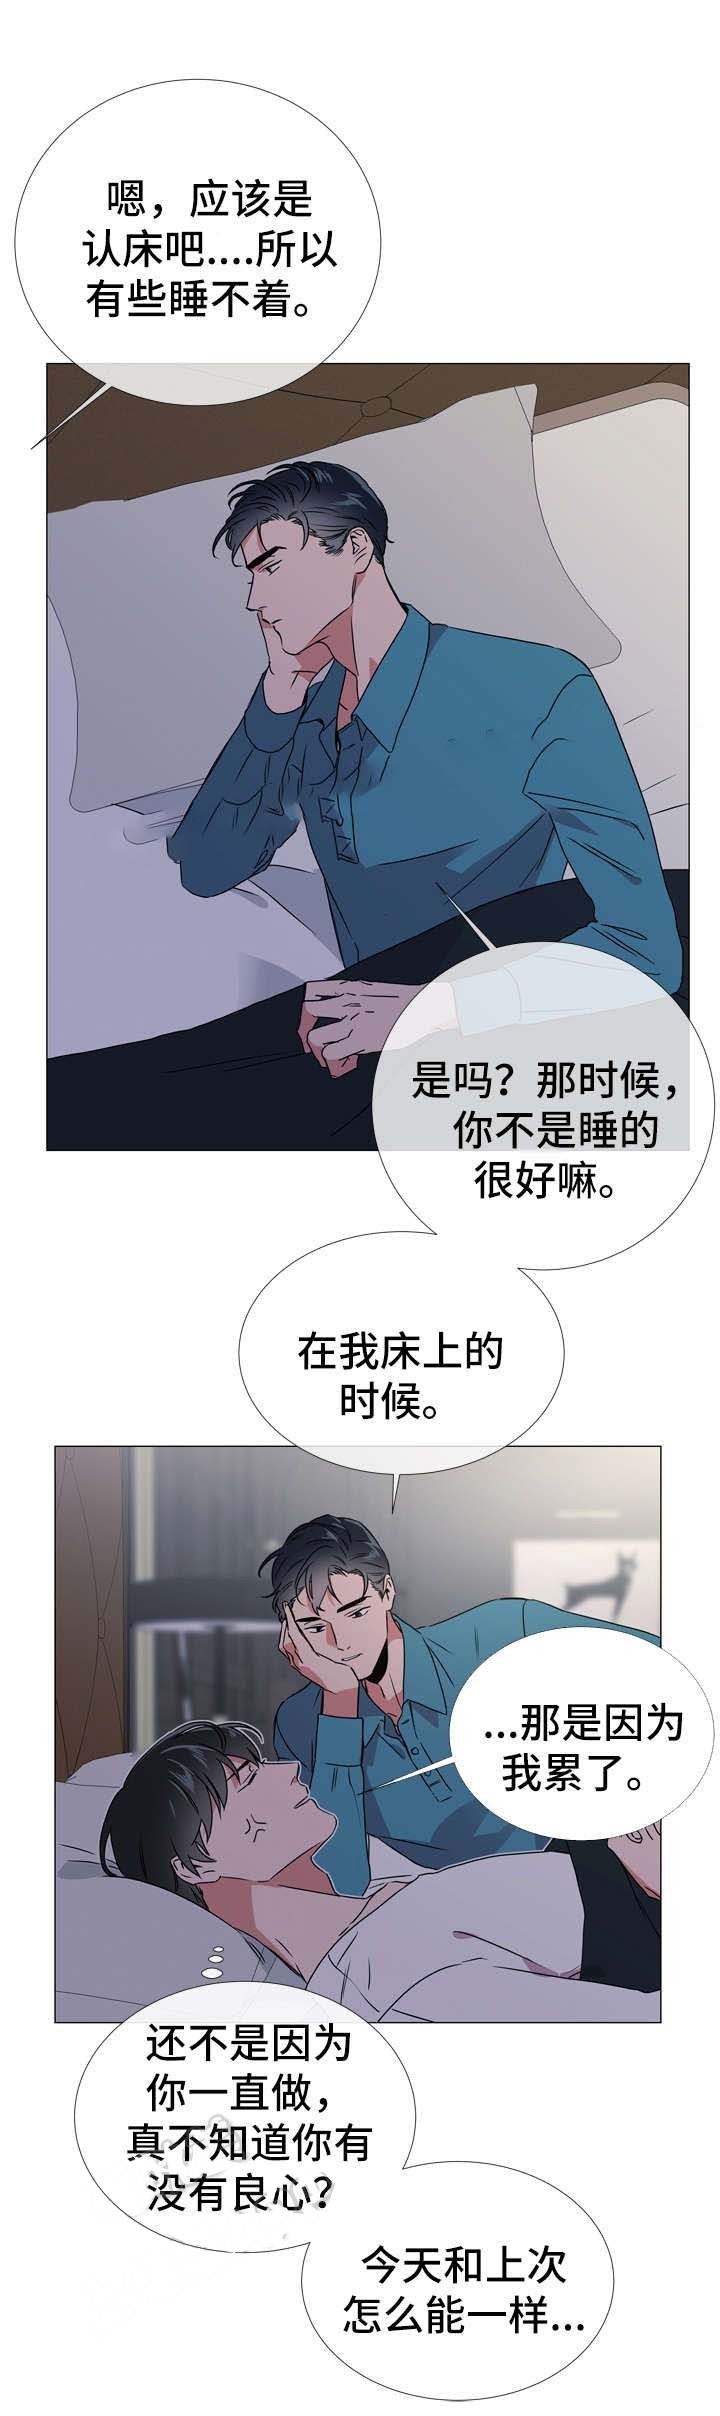 嗯，应该是
认床吧....所以
有些睡不着。
是吗？那时候，
你不是睡的
很好嘛。
在我床上的
时候。
...那是因为
我累了。
还不是因为
你一直做，
真不知道你有
没有良心？
今天和上次
怎么能一样...